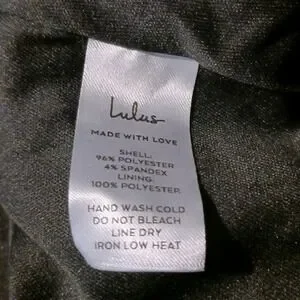 Lulus
MADE WITH LOVE
SHELL:
96% POLYESTER
4% SPANDEX
LINING:
100% POLYESTER
HAND WASH COLD
DO NOT BLEACH
LINE DRY
IRON LOW HEAT